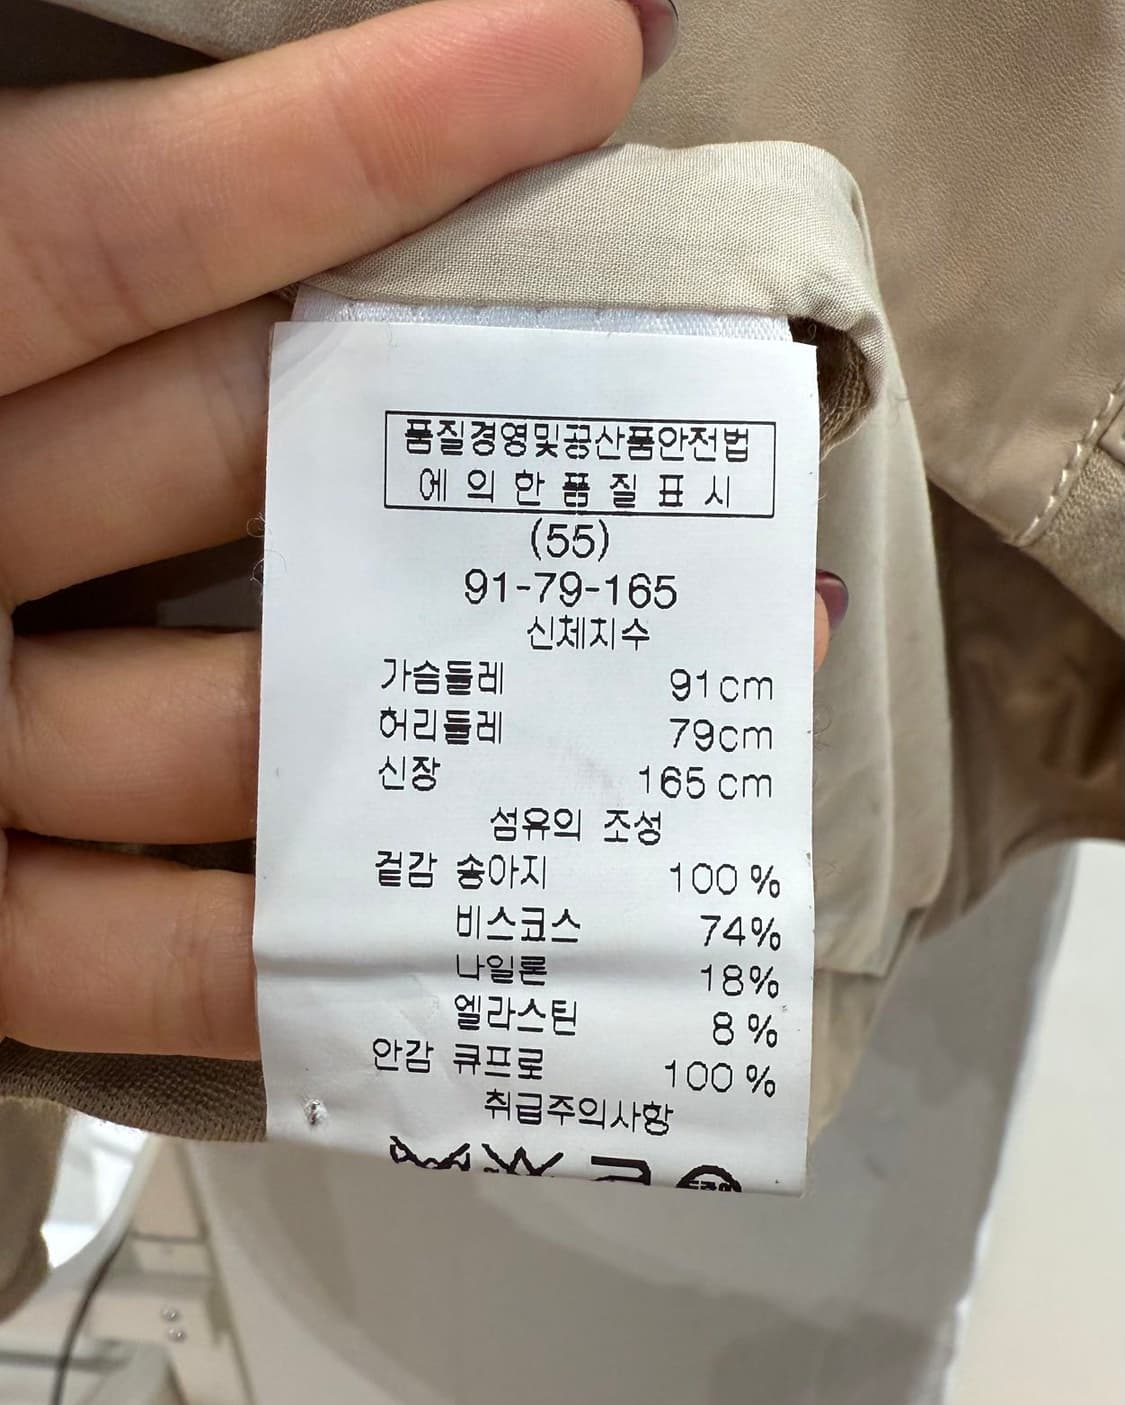 품질경영및공산품안전법
에 의 한 품 질 표 시
(55)
91-79-165
신체지수
가슴둘레 91cm
허리둘레 79cm
신장 165 cm
섬유의 조성
겉감 송아지 100 %
비스코스 74%
나일론 18%
엘라스틴 8 %
안감 큐프로 100 %
취급주의사항